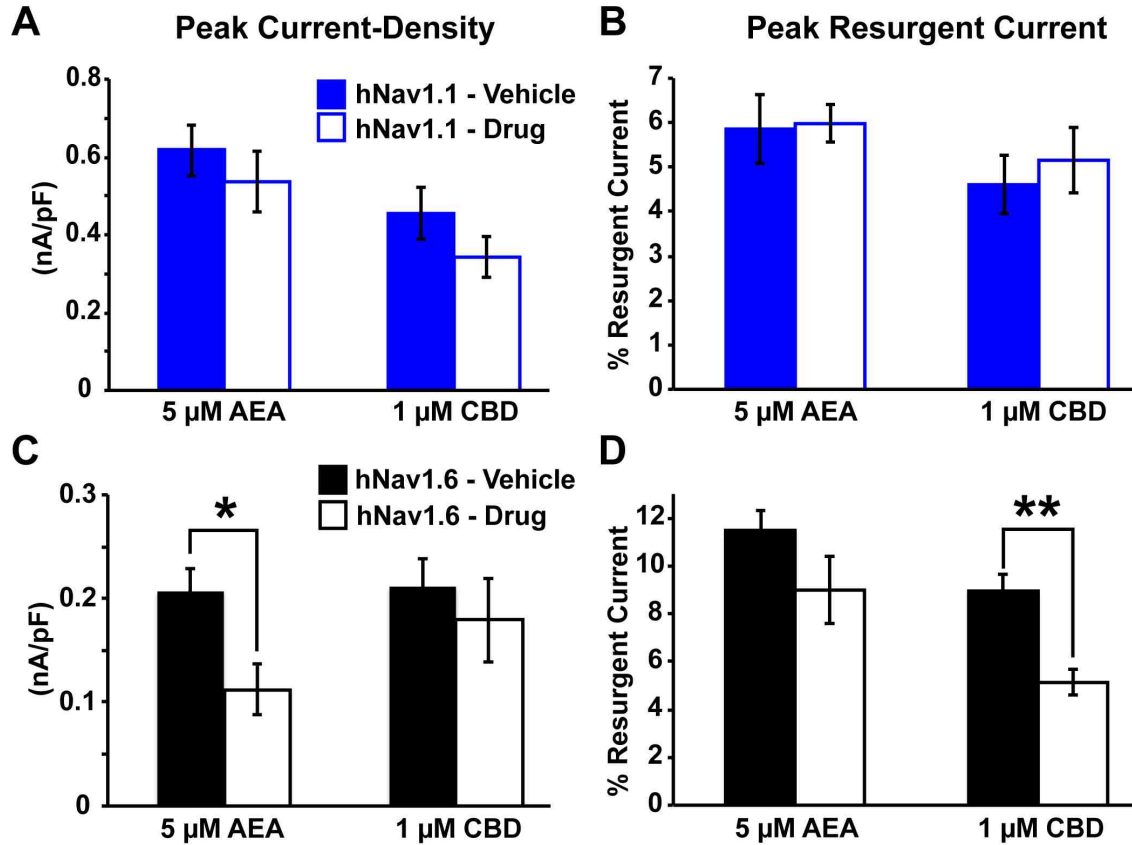 A Peak Current-Density
0.8
0.6
0.4
0.2
0
(nA/pF)
hNav1.1 - Vehicle
hNav1.1 - Drug
5 µM AEA 1 µM CBD
B Peak Resurgent Current
7
6
5
4
3
2
1
0
% Resurgent Current
5 µM AEA 1 µM CBD
C
0.3
0.2
0.1
0
(nA/pF)
hNav1.6 - Vehicle
hNav1.6 - Drug
*
5 µM AEA 1 µM CBD
D
12
10
8
6
4
2
0
% Resurgent Current
**
5 µM AEA 1 µM CBD